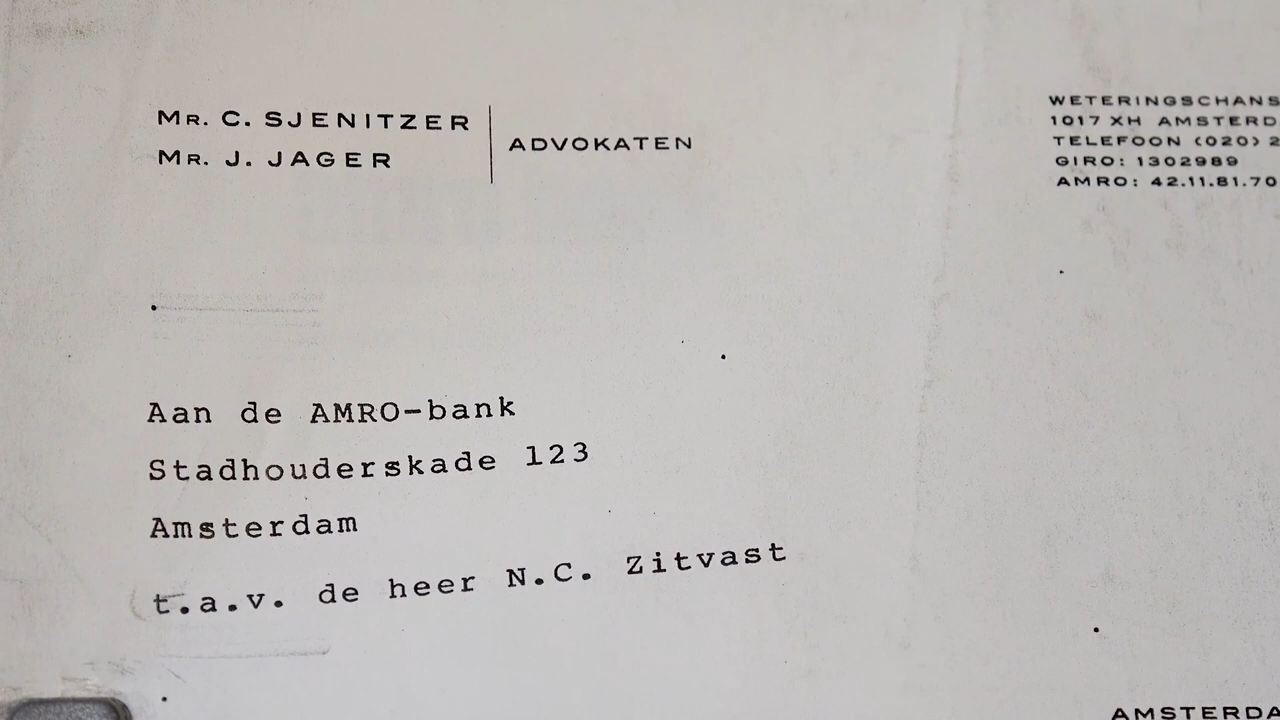 MR. C. SJENITZER
MR. J. JAGER
ADVOKATEN
WETERINGSCHANS
1017 XH AMSTERD
TELEFOON (020) 2
GIRO: 1302989
AMRO: 42.11.81.70
Aan de AMRO-bank
Stadhouderskade 123
Amsterdam
t.a.v. de heer N.C. Zitvast
AMSTERDA